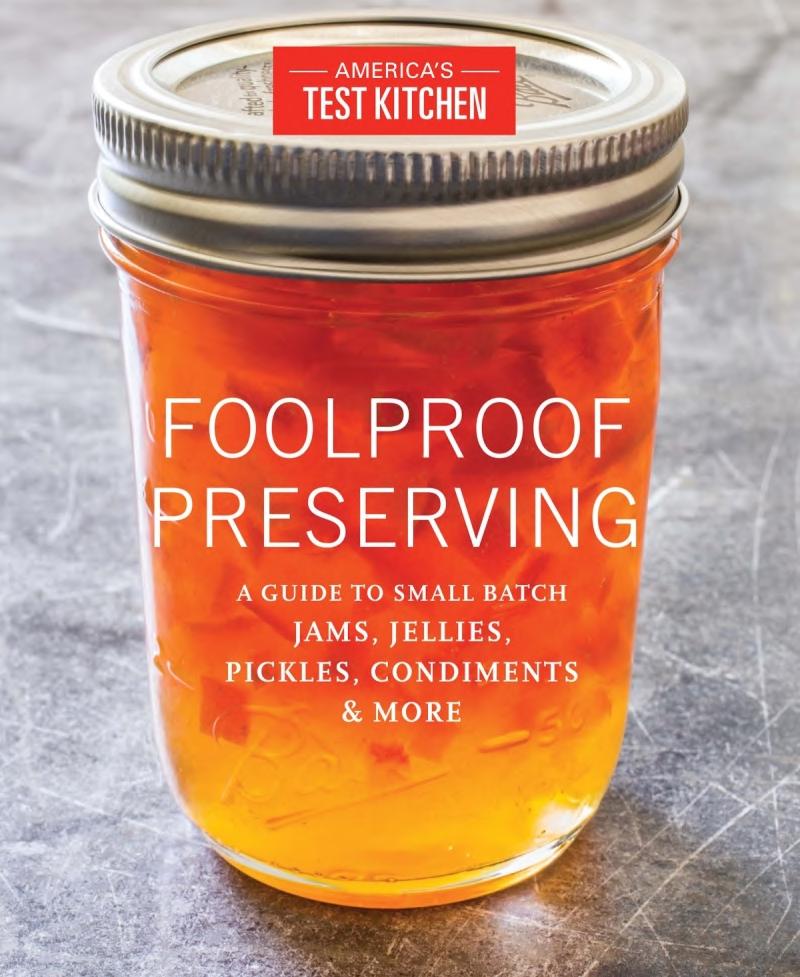 AMERICA'S
TEST KITCHEN
FOOLPROOF
PRESERVING
A GUIDE TO SMALL BATCH
JAMS, JELLIES,
PICKLES, CONDIMENTS
& MORE